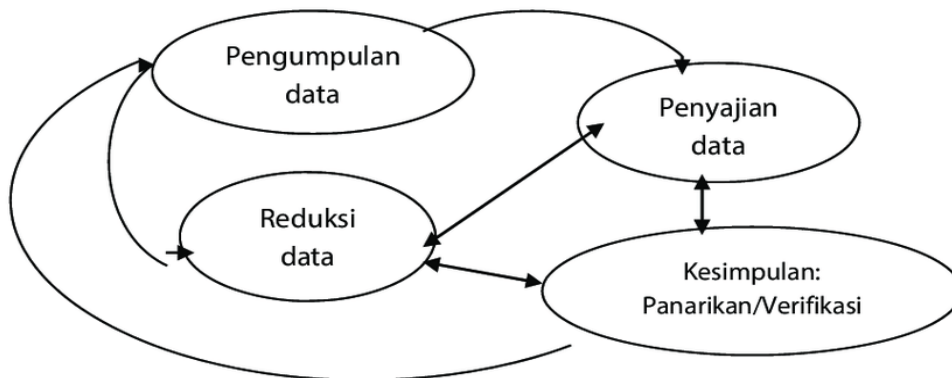 Pengumpulan
data
Penyajian
data
Reduksi
data
Kesimpulan:
Panarikan/Verifikasi